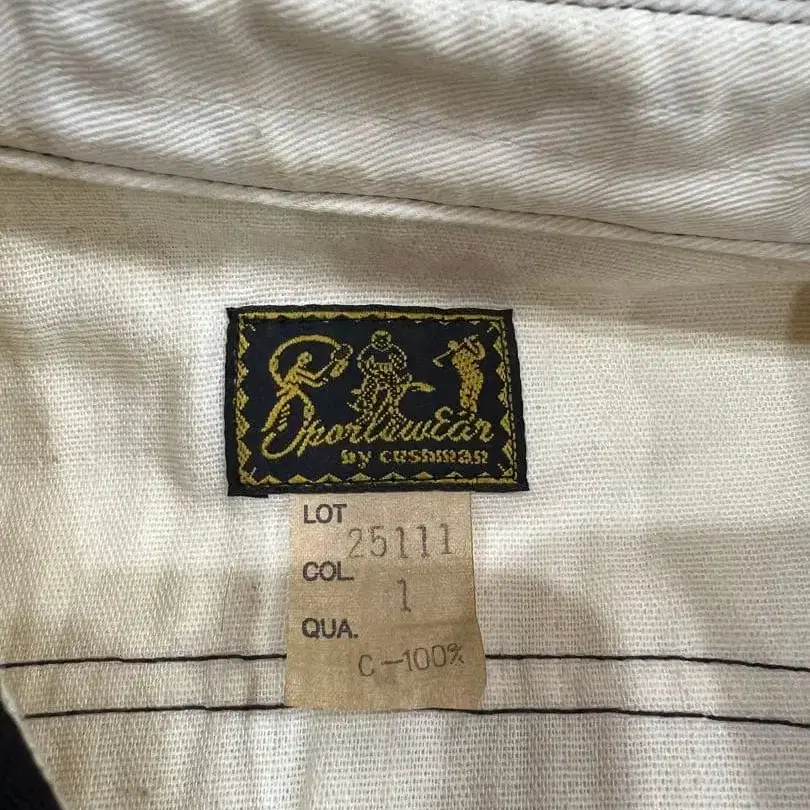 Sportswear
by cushman
LOT
25111
COL.
1
QUA.
C-100%